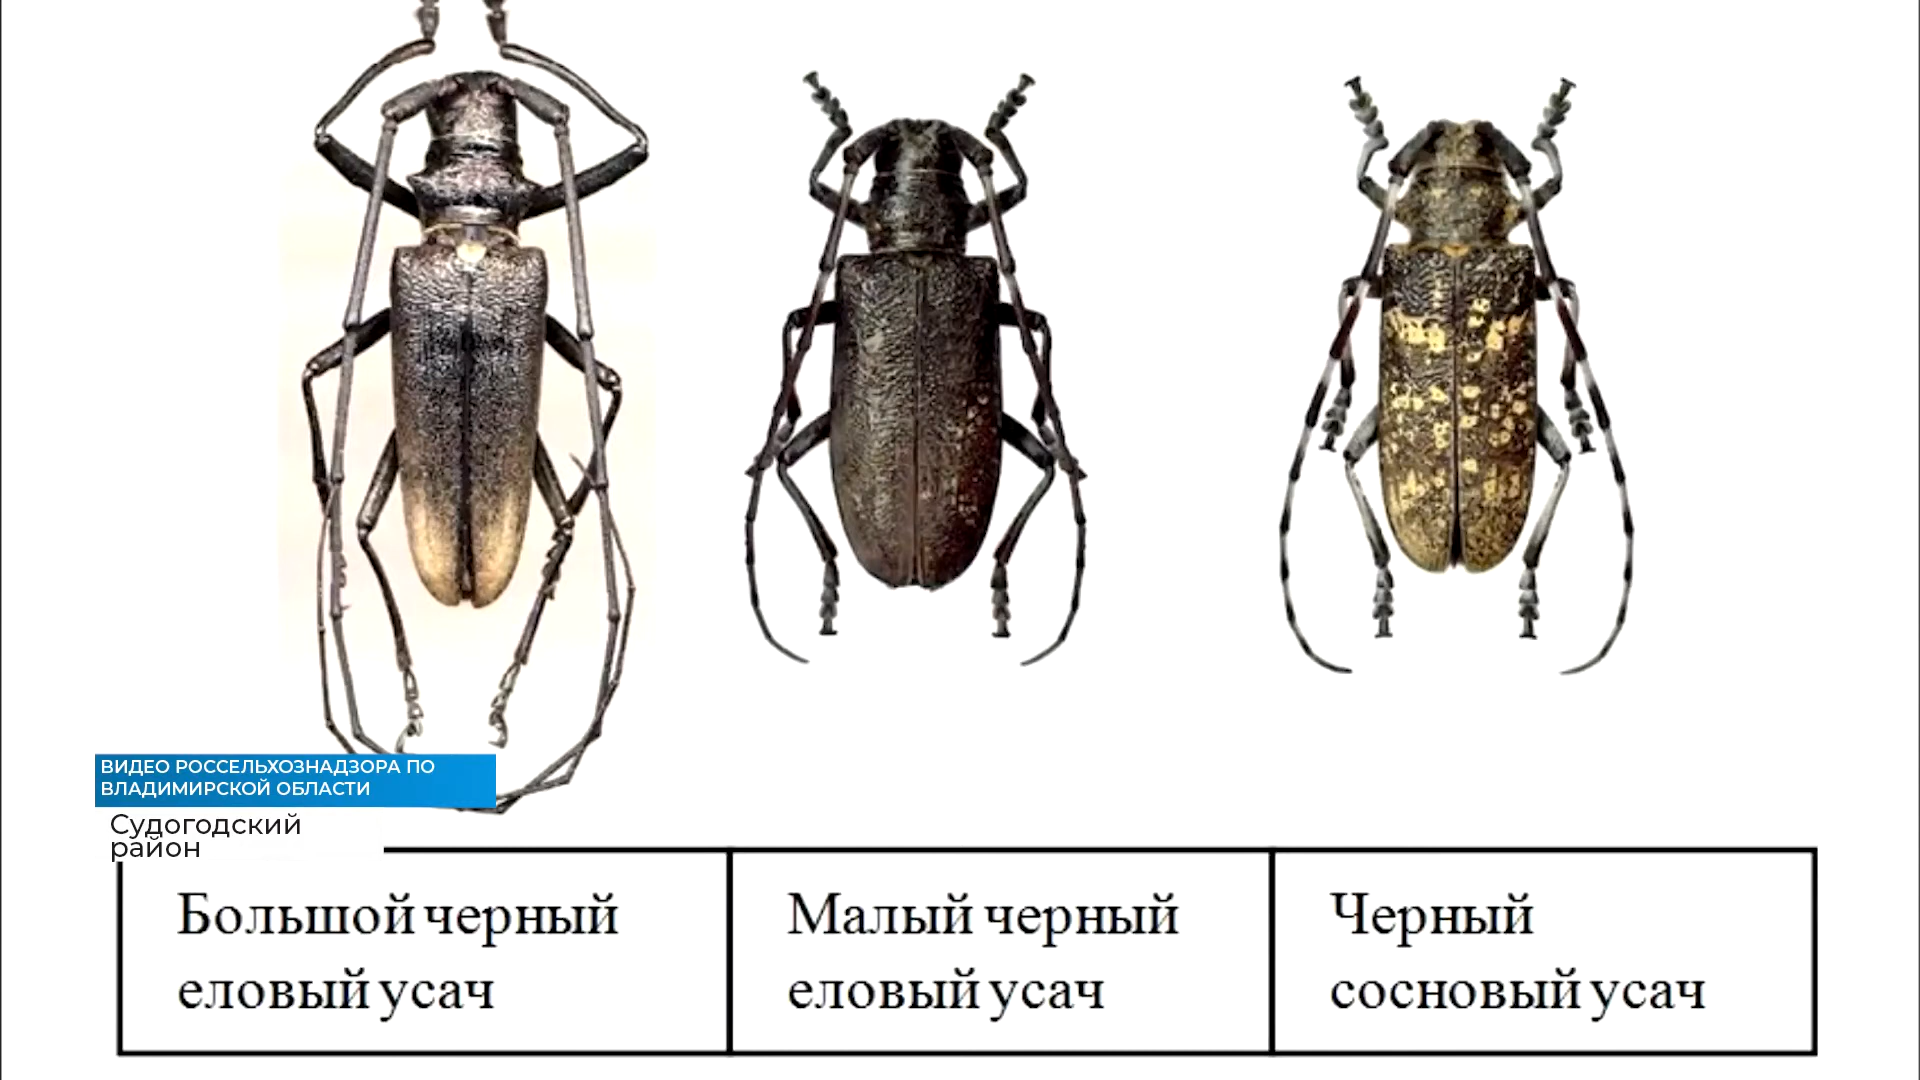 ВИДЕО РОССЕЛЬХОЗНАДЗОРА ПО
ВЛАДИМИРСКОЙ ОБЛАСТИ
Судогодский
район
Большой черный
еловый усач
Малый черный
еловый усач
Черный
сосновый усач